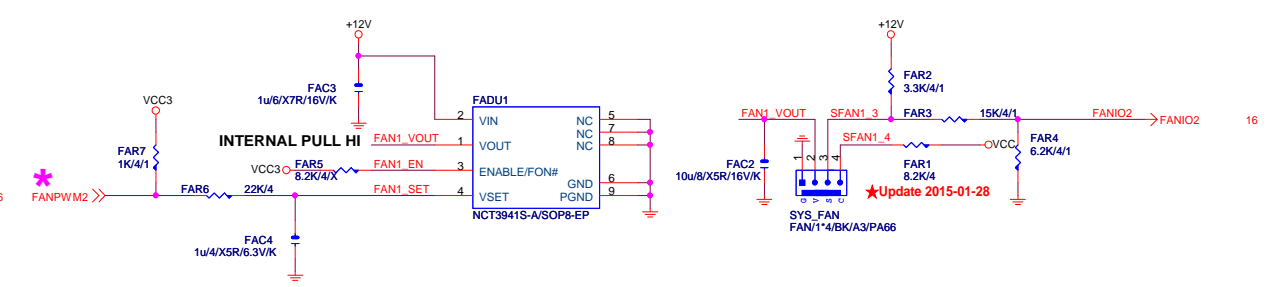 +12V
FAC3
1u/6/X7R/16V/K
VCC3
FAR7
1K/4/1
INTERNAL PULL HI
FAN1_VOUT
VCC3
FAR5
8.2K/4/X
FAN1_EN
*
FANPWM2
FAR6
22K/4
FAN1_SET
FAC4
1u/4/X5R/6.3V/K
FADU1
2
VIN
1
VOUT
3
ENABLE/FON#
4
VSET
NC
5
NC
7
NC
8
GND
6
PGND
9
NCT3941S-A/SOP8-EP
+12V
FAR2
3.3K/4/1
FAN1_VOUT
SFAN1_3
FAR3
15K/4/1
FANIO2
FANIO2
16
SFAN1_4
VCC
FAR4
6.2K/4/1
FAR1
8.2K/4
FAC2
10u/8/X5R/16V/K
1
2
3
4
G
V
S
C
★Update 2015-01-28
SYS_FAN
FAN/1*4/BK/A3/PA66